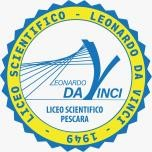 LICEO SCIENTIFICO - LEONARDO DA VINCI - 1949 -
LEONARDO
DA VINCI
LICEO SCIENTIFICO
PESCARA